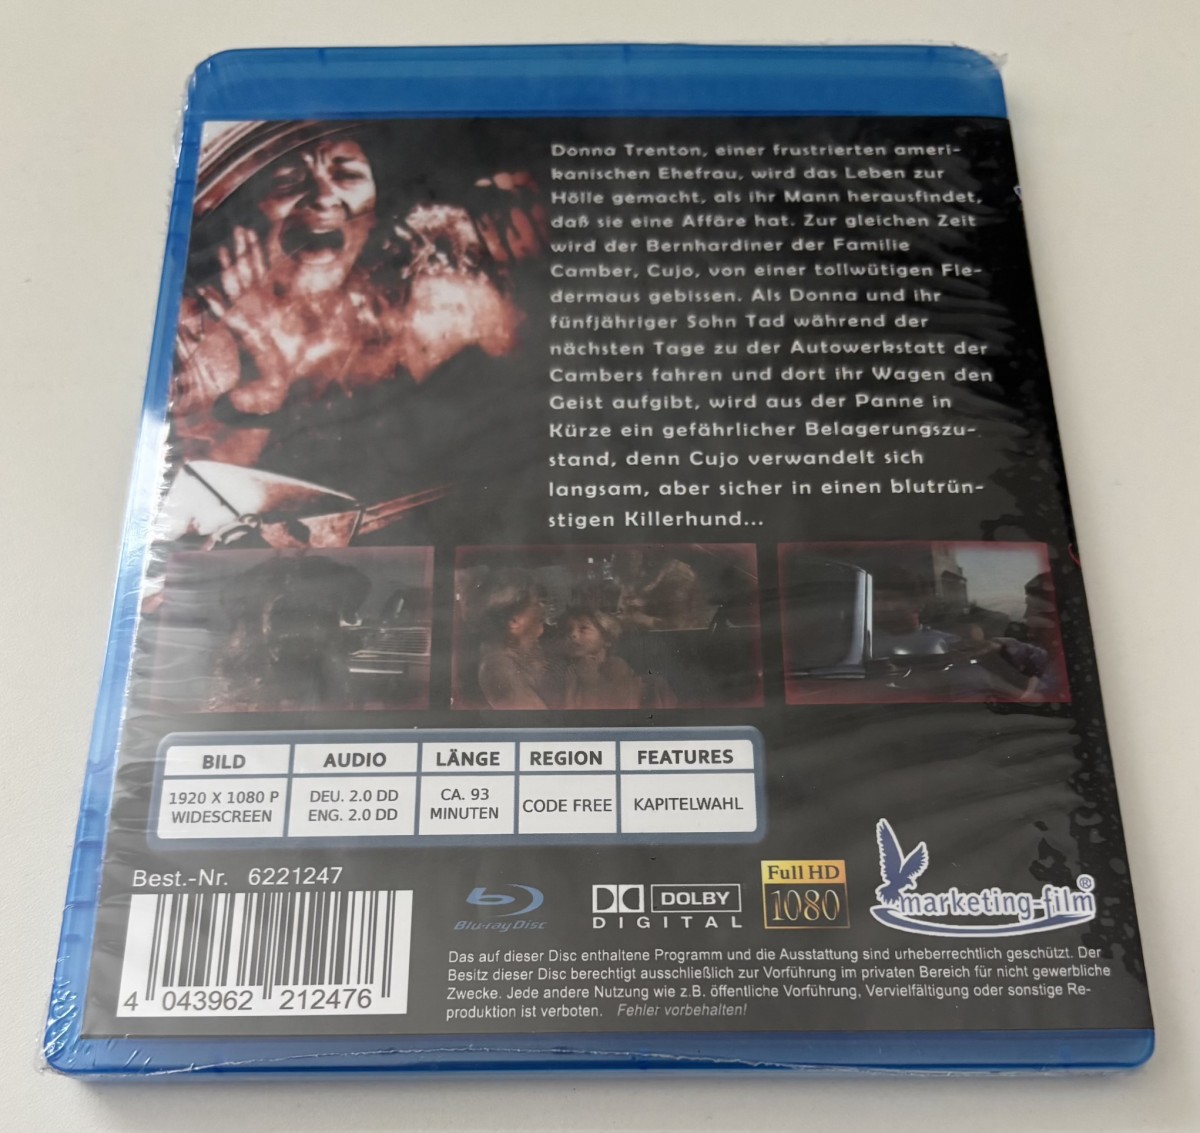 Donna Trenton, einer frustrierten ameri-
kanischen Ehefrau, wird das Leben zur
Hölle gemacht, als ihr Mann herausfindet,
daß sie eine Affäre hat. Zur gleichen Zeit
wird der Bernhardiner der Familie
Camber, Cujo, von einer tollwütigen Fle-
dermaus gebissen. Als Donna und ihr
fünfjähriger Sohn Tad während der
nächsten Tage zu der Autowerkstatt der
Cambers fahren und dort ihr Wagen den
Geist aufgibt, wird aus der Panne in
Kürze ein gefährlicher Belagerungszu-
stand, denn Cujo verwandelt sich
langsam, aber sicher in einen blutrün-
stigen Killerhund...
BILD AUDIO LÄNGE REGION FEATURES
1920 X 1080 P DEU. 2.0 DD CA. 93 CODE FREE KAPITELWAHL
WIDESCREEN ENG. 2.0 DD MINUTEN
Best.-Nr. 6221247
4 043962 212476
Blu-ray Disc
DOLBY
DIGITAL
Full HD
1080
marketing-film®
Das auf dieser Disc enthaltene Programm und die Ausstattung sind urheberrechtlich geschützt. Der
Besitz dieser Disc berechtigt ausschließlich zur Vorführung im privaten Bereich für nicht gewerbliche
Zwecke. Jede andere Nutzung wie z.B. öffentliche Vorführung, Vervielfältigung oder sonstige Re-
produktion ist verboten. Fehler vorbehalten!